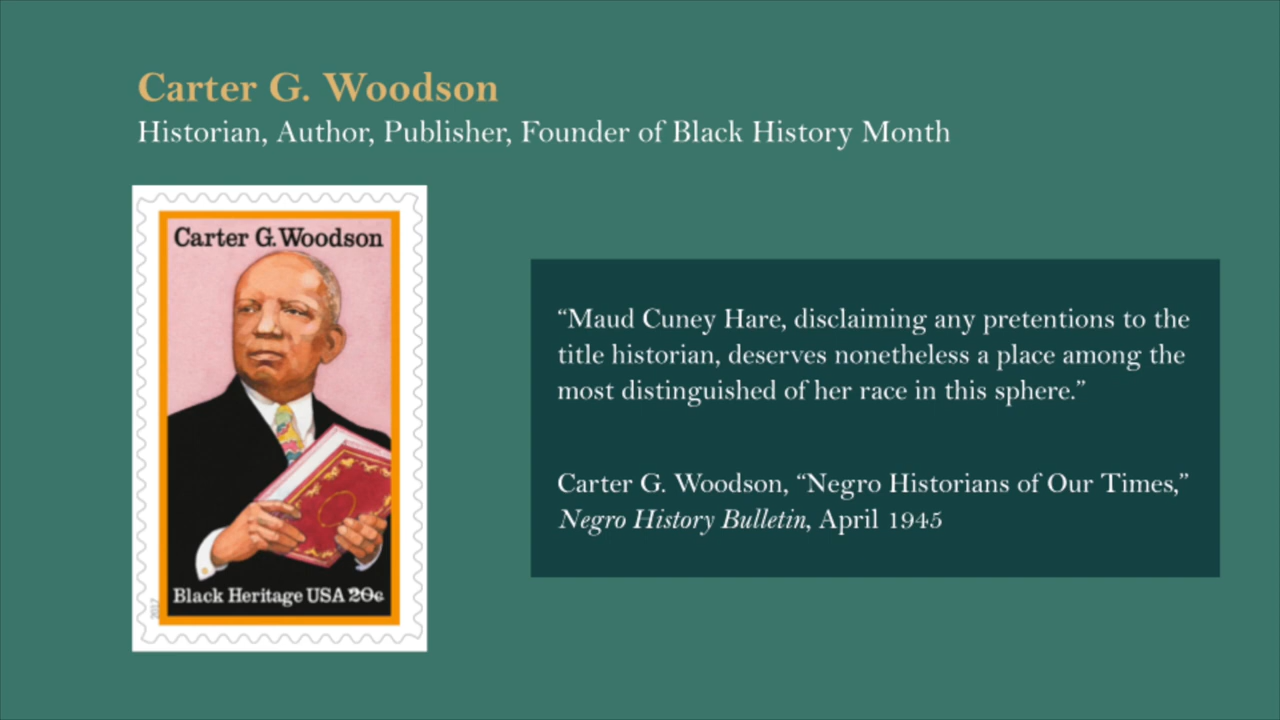 Carter G. Woodson
Historian, Author, Publisher, Founder of Black History Month
Carter G. Woodson
Black Heritage USA 20c
2017
“Maud Cuney Hare, disclaiming any pretentions to the
title historian, deserves nonetheless a place among the
most distinguished of her race in this sphere.”
Carter G. Woodson, “Negro Historians of Our Times,”
Negro History Bulletin, April 1945